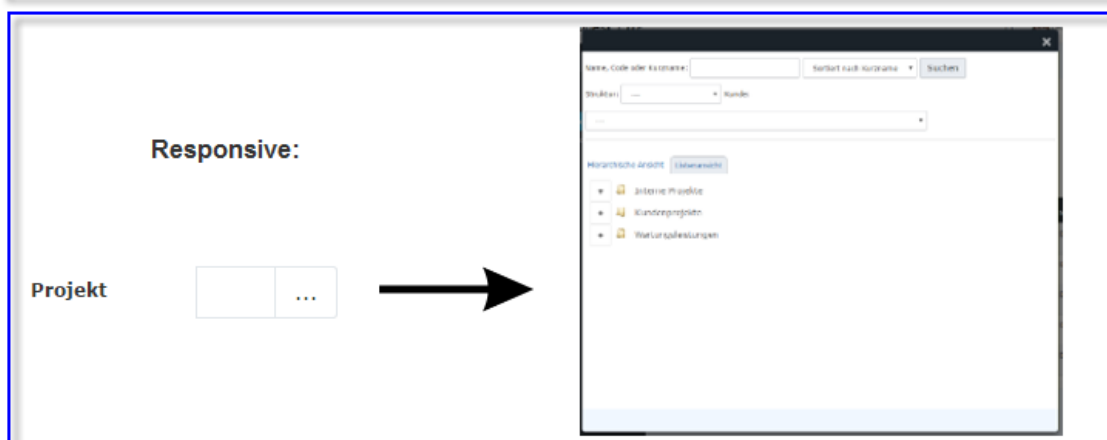 Responsive:
Projekt
...
×
Name, Code oder Kurzname:
Sortiert nach Kurzname
Suchen
Struktur:
---
Kunde:
---
Hierarchische Ansicht
Listenansicht
Interne Projekte
Kundenprojekte
Wartungsleistungen